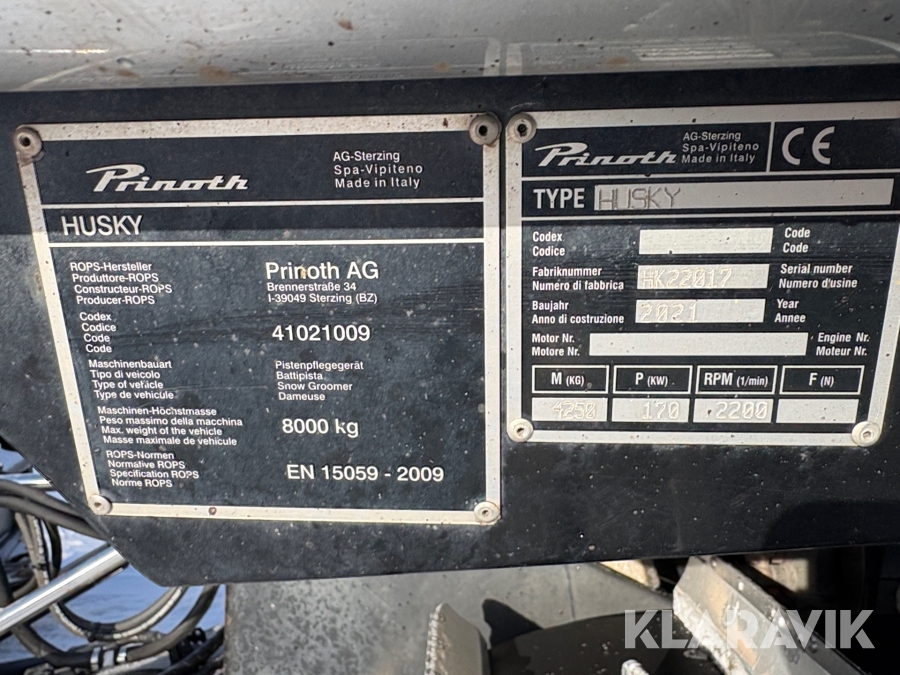 Prinoth
AG-Sterzing
Spa-Vipiteno
Made in Italy
HUSKY
ROPS-Hersteller
Produttore-ROPS
Constructeur-ROPS
Producer-ROPS
Prinoth AG
Brennerstraße 34
I-39049 Sterzing (BZ)
Codex
Codice
Code
Code
41021009
Maschinenbauart
Tipo di veicolo
Type of vehicle
Type de vehicule
Pistenpflegegerät
Battipista
Snow Groomer
Dameuse
Maschinen-Höchstmasse
Peso massimo della macchina
Max. weight of the vehicle
Masse maximale de vehicule
8000 kg
ROPS-Normen
Normative ROPS
Specification ROPS
Norme ROPS
EN 15059 - 2009
Prinoth
AG-Sterzing
Spa-Vipiteno
Made in Italy
CE
TYPE HUSKY
Codex
Codice
Code
Code
Fabriknummer
Numero di fabbrica
HK22017
Serial number
Numero d'usine
Baujahr
Anno di costruzione
2021
Year
Annee
Motor Nr.
Motore Nr.
Engine Nr.
Moteur Nr.
M (KG) P (KW) RPM (1/min) F (N)
4250 170 2200
KLARAVIK